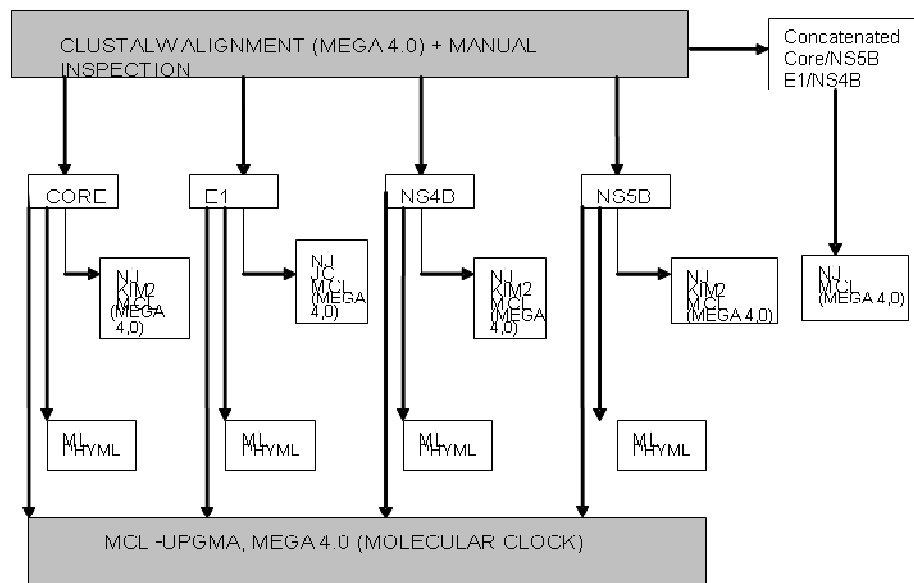 CLUSTALW ALIGNMENT (MEGA 4.0) + MANUAL
INSPECTION
Concatenated
Core/NS5B
E1/NS4B
CORE
E1
NS4B
NS5B
NJ
KIM2
MCL
(MEGA
4,0)
NJ
JC
MCL
(MEGA
4,0)
NJ
KIM2
MCL
(MEGA
4,0)
NJ
KIM2
MCL
(MEGA 4,0)
NJ
MCL
(MEGA 4,0)
ML
PHYML
ML
PHYML
ML
PHYML
ML
PHYML
MCL -UPGMA, MEGA 4.0 (MOLECULAR CLOCK)